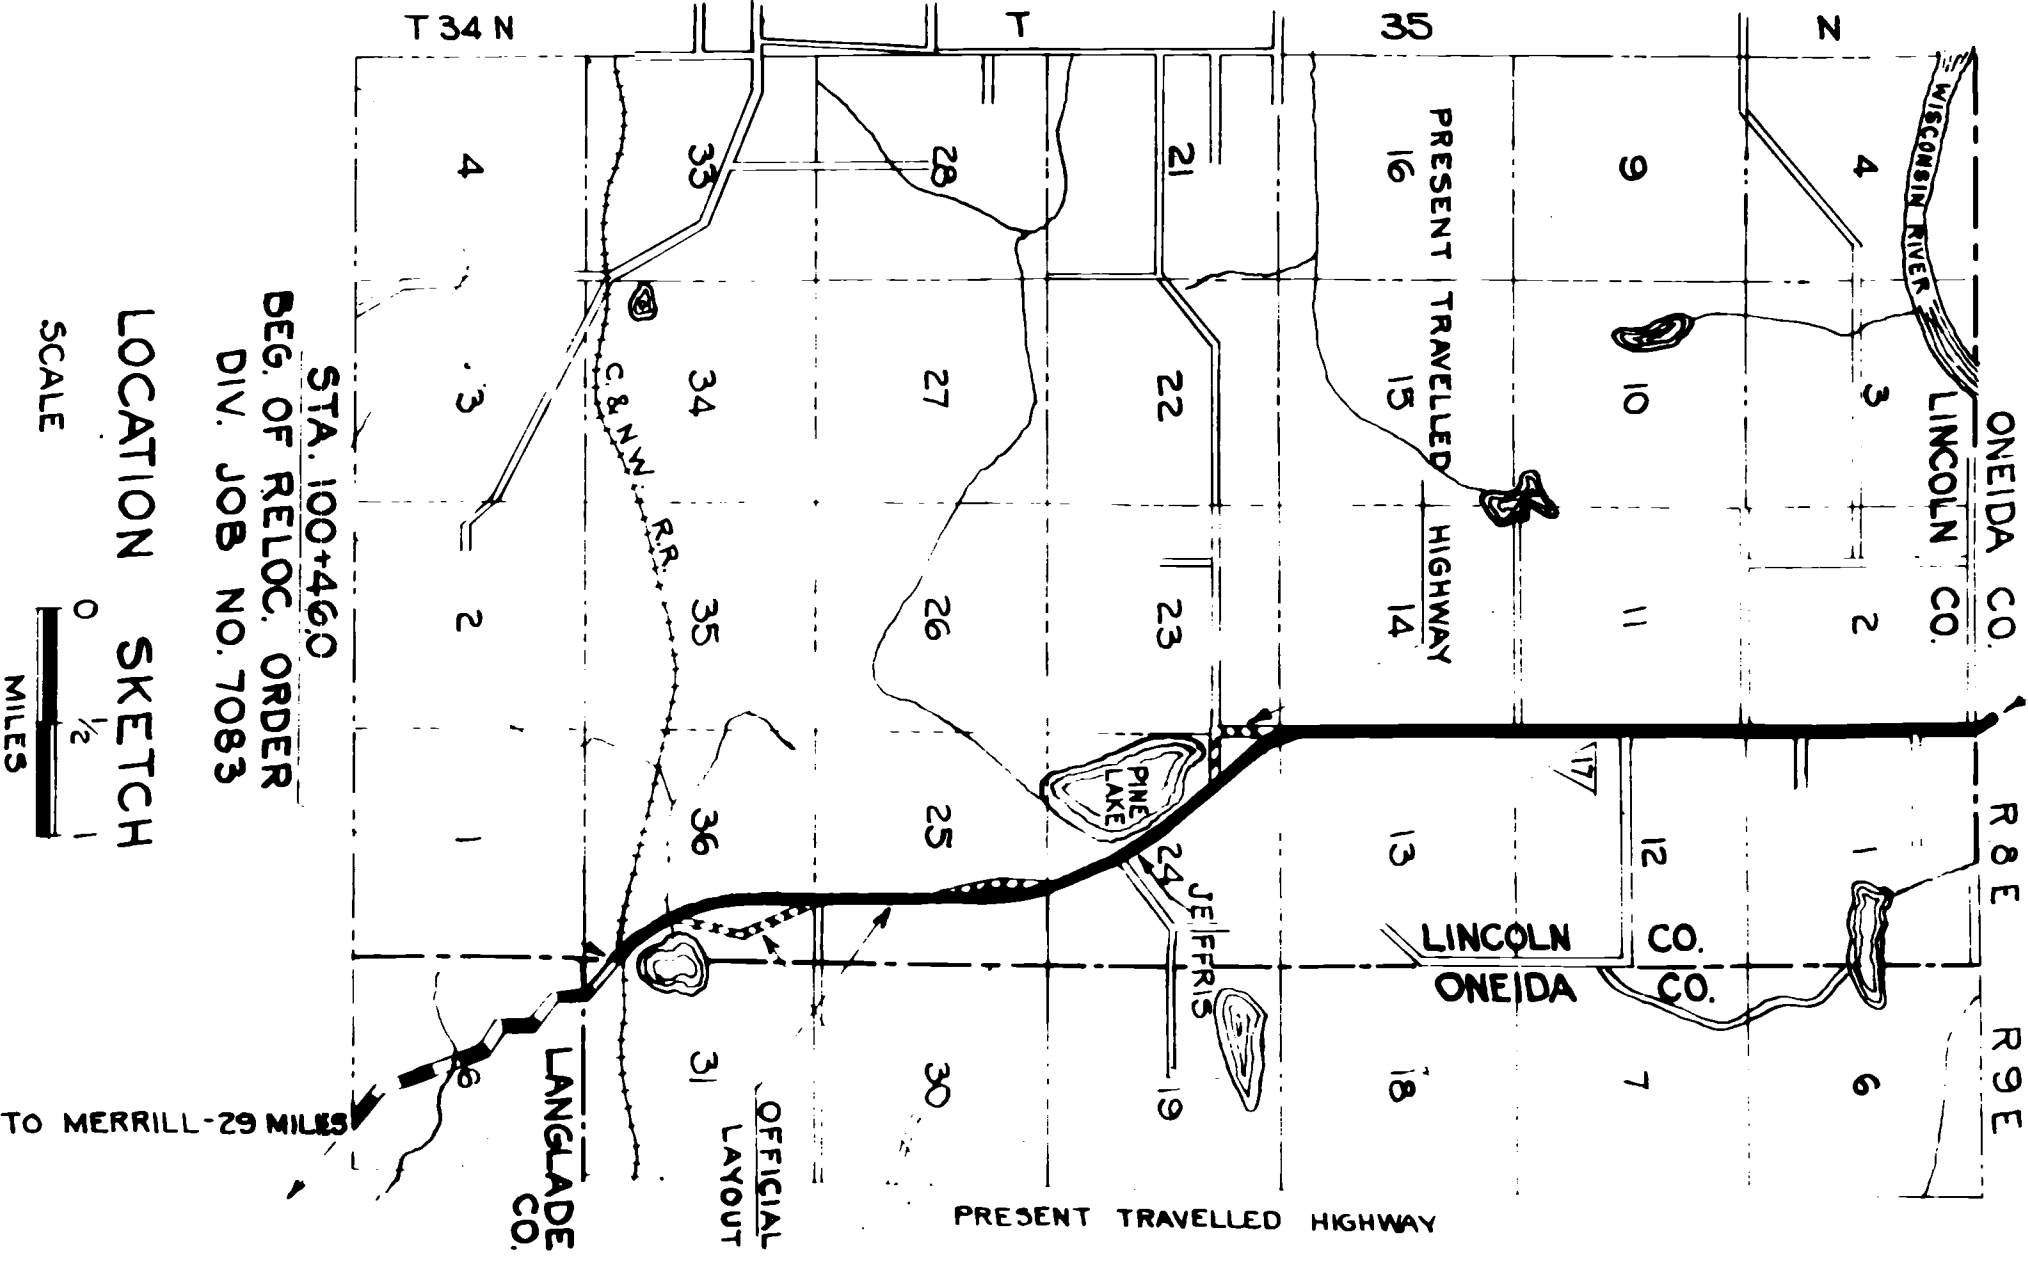 T 34 N
T
35
N
WISCONSIN RIVER
ONEIDA CO.
LINCOLN CO.
R 8 E
R 9 E
4
33
28
21
16
9
4
3
34
27
22
15
10
3
2
35
26
23
14
11
2
1
36
25
24
13
12
1
6
31
30
19
18
7
6
PRESENT TRAVELLED
HIGHWAY
17
C. & N.W. R.R.
PINE
LAKE
JEFFRIS
LINCOLN CO.
ONEIDA CO.
LANGLADE
CO.
OFFICIAL
LAYOUT
PRESENT TRAVELLED HIGHWAY
TO MERRILL-29 MILES
STA. 100+46.0
BEG. OF RELOC. ORDER
DIV. JOB NO. 7083
LOCATION SKETCH
SCALE
0 1/2 1
MILES